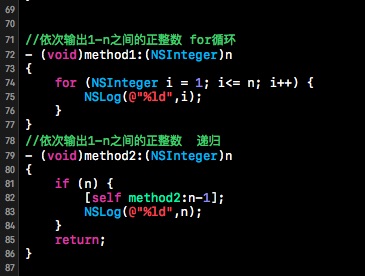 69
70
71 //依次输出1-n之间的正整数 for循环
72 - (void)method1:(NSInteger)n
73 {
74     for (NSInteger i = 1; i<= n; i++) {
75         NSLog(@"%ld",i);
76     }
77 }
78 //依次输出1-n之间的正整数  递归
79 - (void)method2:(NSInteger)n
80 {
81     if (n) {
82         [self method2:n-1];
83         NSLog(@"%ld",n);
84     }
85     return;
86 }
87